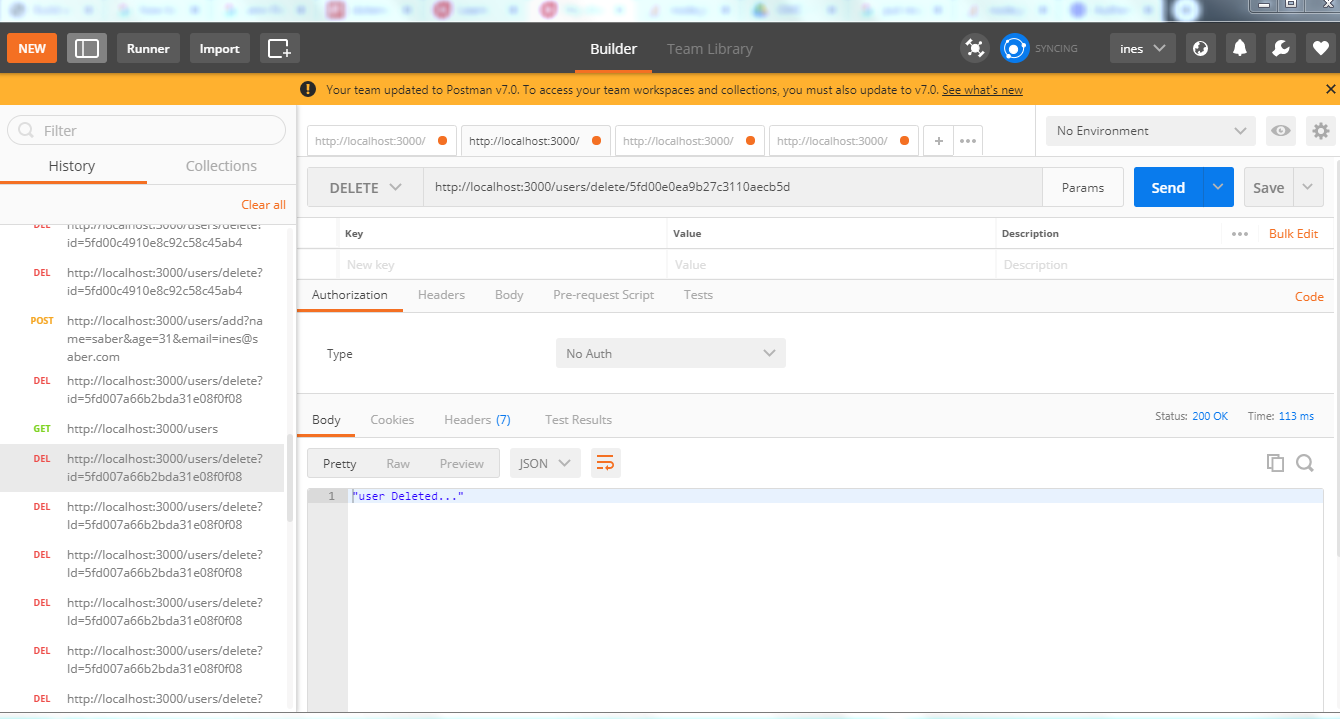 NEW
Runner
Import
Builder
Team Library
SYNCING
ines
Your team updated to Postman v7.0. To access your team workspaces and collections, you must also update to v7.0. See what's new
Filter
History
Collections
Clear all
DEL http://localhost:3000/users/delete?
id=5fd00c4910e8c92c58c45ab4
DEL http://localhost:3000/users/delete?
id=5fd00c4910e8c92c58c45ab4
POST http://localhost:3000/users/add?na
me=saber&age=31&email=ines@s
aber.com
DEL http://localhost:3000/users/delete?
id=5fd007a66b2bda31e08f0f08
GET http://localhost:3000/users
DEL http://localhost:3000/users/delete?
id=5fd007a66b2bda31e08f0f08
DEL http://localhost:3000/users/delete?
Id=5fd007a66b2bda31e08f0f08
DEL http://localhost:3000/users/delete?
Id=5fd007a66b2bda31e08f0f08
DEL http://localhost:3000/users/delete?
Id=5fd007a66b2bda31e08f0f08
DEL http://localhost:3000/users/delete?
Id=5fd007a66b2bda31e08f0f08
DEL http://localhost:3000/users/delete?
http://localhost:3000/
http://localhost:3000/
http://localhost:3000/
http://localhost:3000/
No Environment
DELETE
http://localhost:3000/users/delete/5fd00e0ea9b27c3110aecb5d
Params
Send
Save
Key
Value
Description
Bulk Edit
New key
Value
Description
Authorization
Headers
Body
Pre-request Script
Tests
Code
Type
No Auth
Body
Cookies
Headers (7)
Test Results
Status: 200 OK
Time: 113 ms
Pretty
Raw
Preview
JSON
1 "user Deleted..."